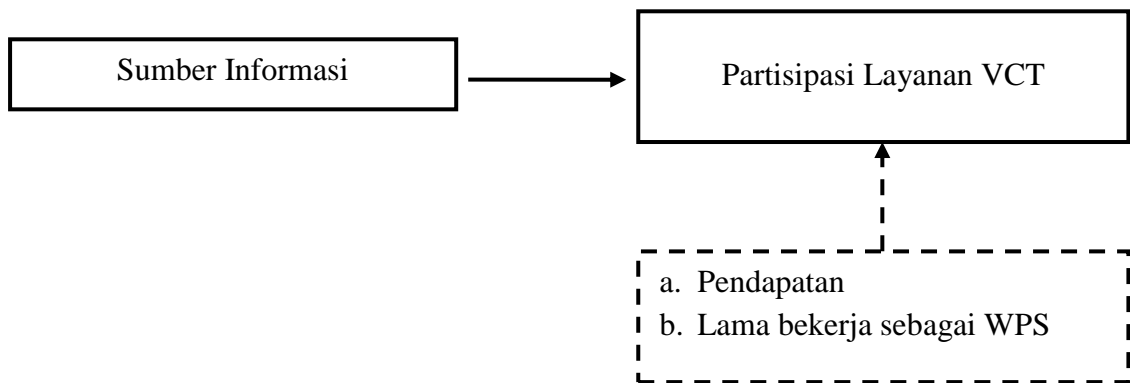 Sumber Informasi
Partisipasi Layanan VCT
a. Pendapatan
b. Lama bekerja sebagai WPS